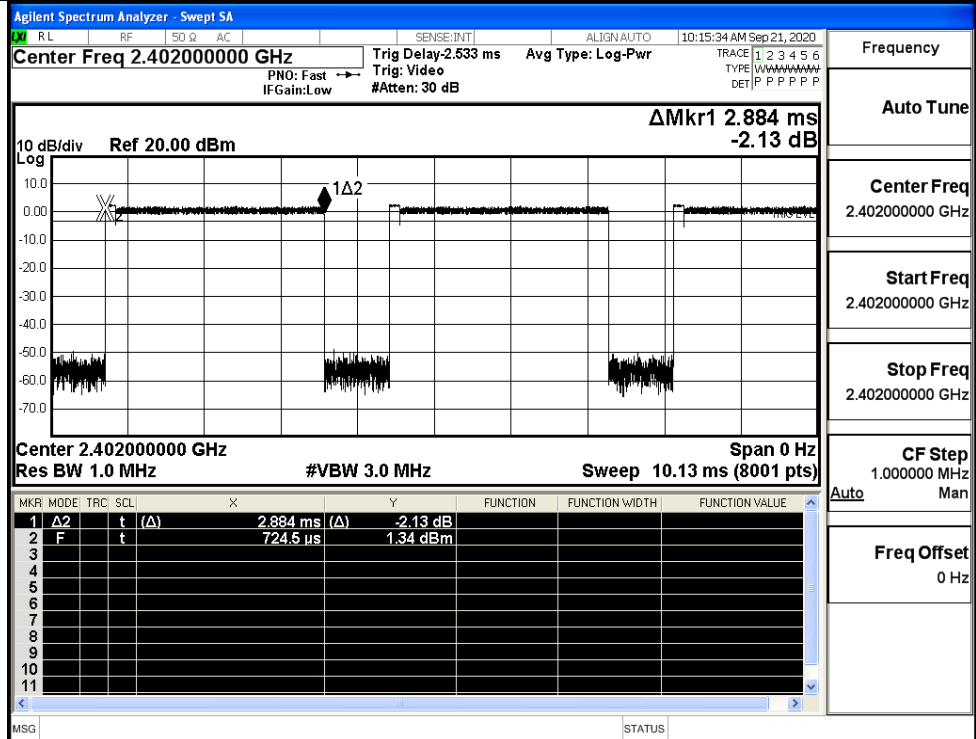 Agilent Spectrum Analyzer - Swept SA
LXI RL RF 50 Ω AC SENSE:INT ALIGN AUTO 10:15:34 AM Sep 21, 2020
Center Freq 2.402000000 GHz
PNO: Fast
IFGain:Low
Trig Delay-2.533 ms
Trig: Video
#Atten: 30 dB
Avg Type: Log-Pwr
TRACE 1 2 3 4 5 6
TYPE WWWWWW
DET P P P P P P
ΔMkr1 2.884 ms
-2.13 dB
10 dB/div Ref 20.00 dBm
Log
10.0
0.00
-10.0
-20.0
-30.0
-40.0
-50.0
-60.0
-70.0
1Δ2
2
TRIG LVL
Center 2.402000000 GHz Span 0 Hz
Res BW 1.0 MHz #VBW 3.0 MHz Sweep 10.13 ms (8001 pts)
MKR MODE TRC SCL X Y FUNCTION FUNCTION WIDTH FUNCTION VALUE
1 Δ2 t (Δ) 2.884 ms (Δ) -2.13 dB
2 F t 724.5 µs 1.34 dBm
3
4
5
6
7
8
9
10
11
MSG STATUS
Frequency
Auto Tune
Center Freq
2.402000000 GHz
Start Freq
2.402000000 GHz
Stop Freq
2.402000000 GHz
CF Step
1.000000 MHz
Auto Man
Freq Offset
0 Hz